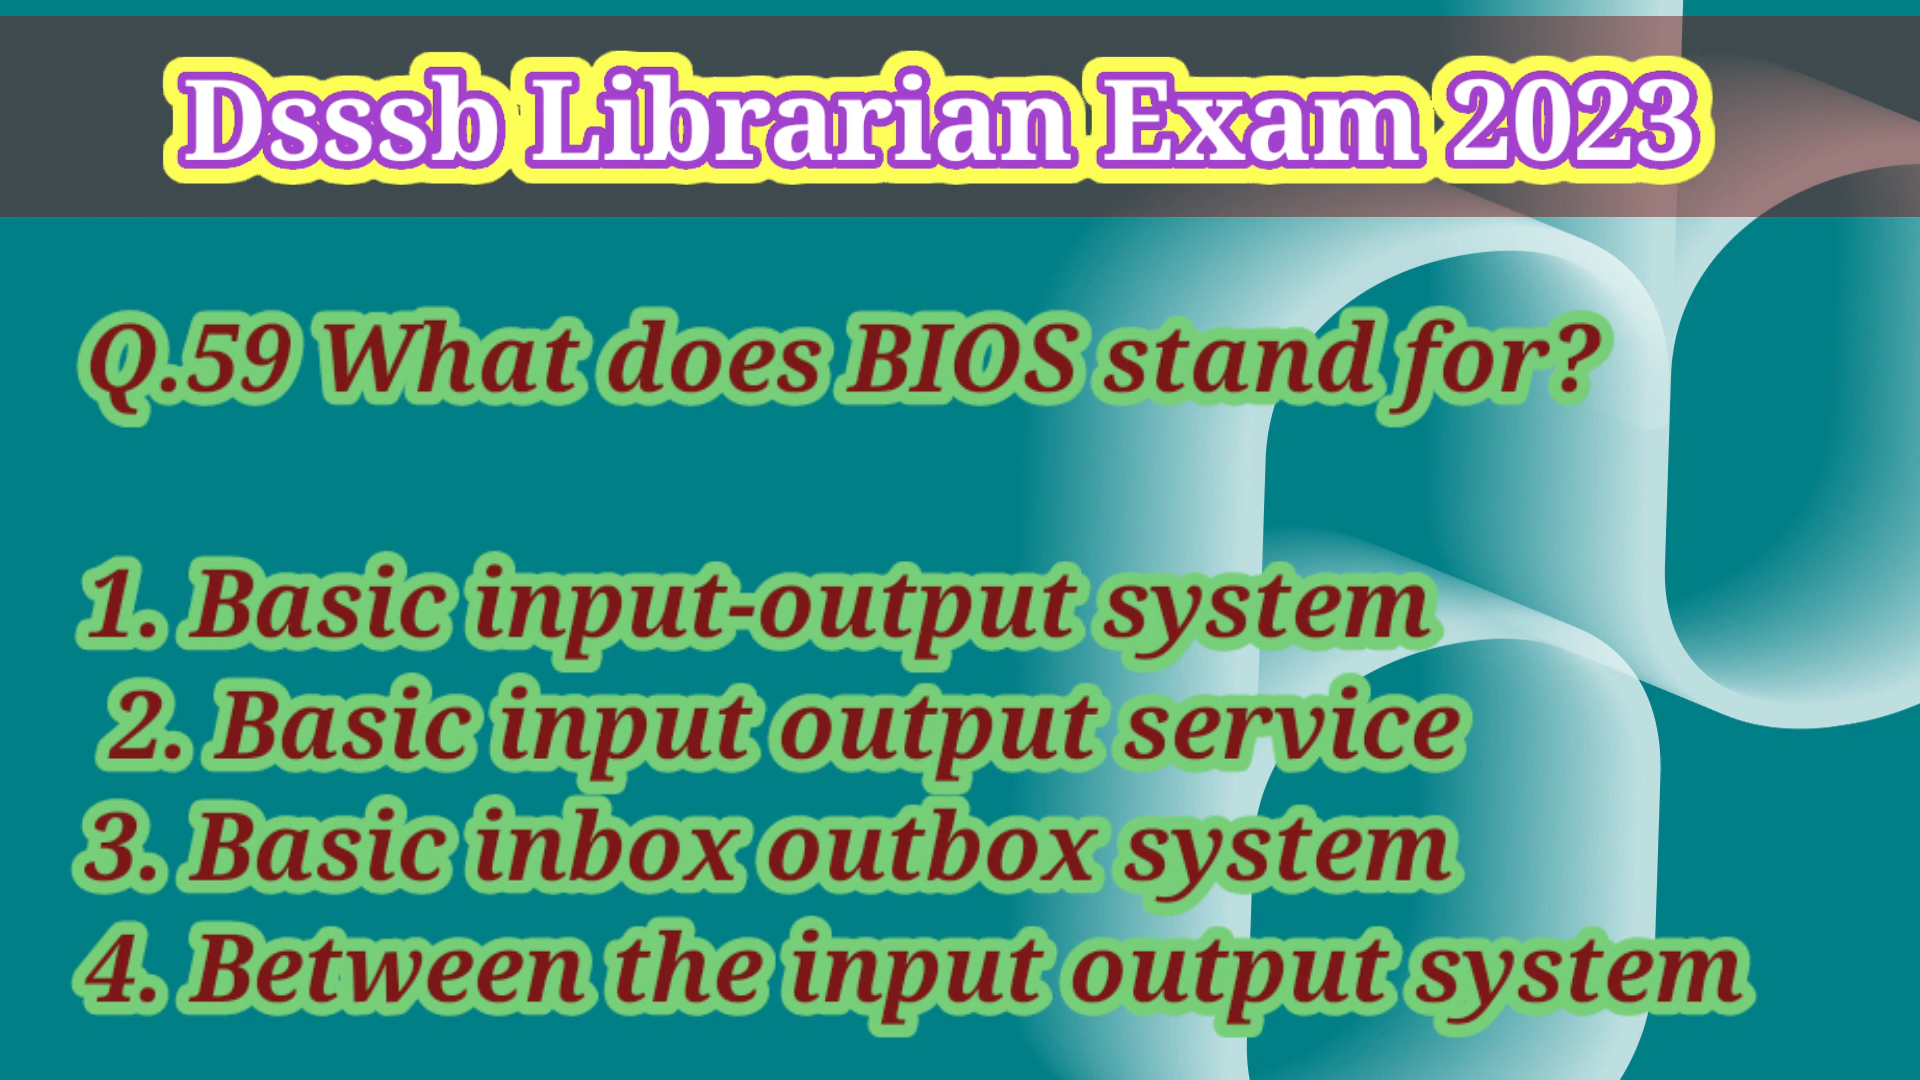 Dsssb Librarian Exam 2023
Q.59 What does BIOS stand for?
1. Basic input-output system
2. Basic input output service
3. Basic inbox outbox system
4. Between the input output system